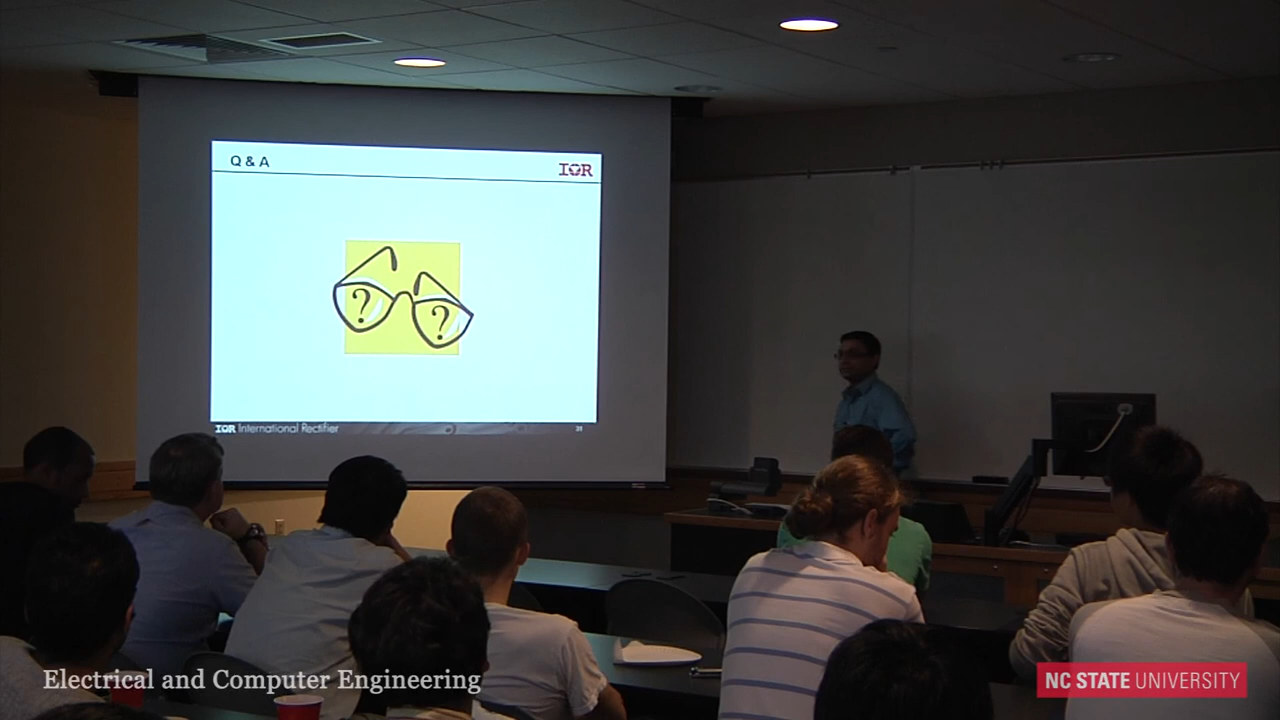 Q & A
IOR
?
?
IOR International Rectifier
Electrical and Computer Engineering
NC STATE UNIVERSITY